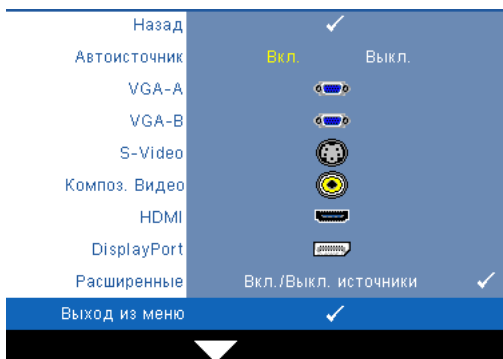 Назад
Автоисточник Вкл. Выкл.
VGA-A
VGA-B
S-Video
Композ. Видео
HDMI
DisplayPort
Расширенные Вкл./Выкл. источники
Выход из меню